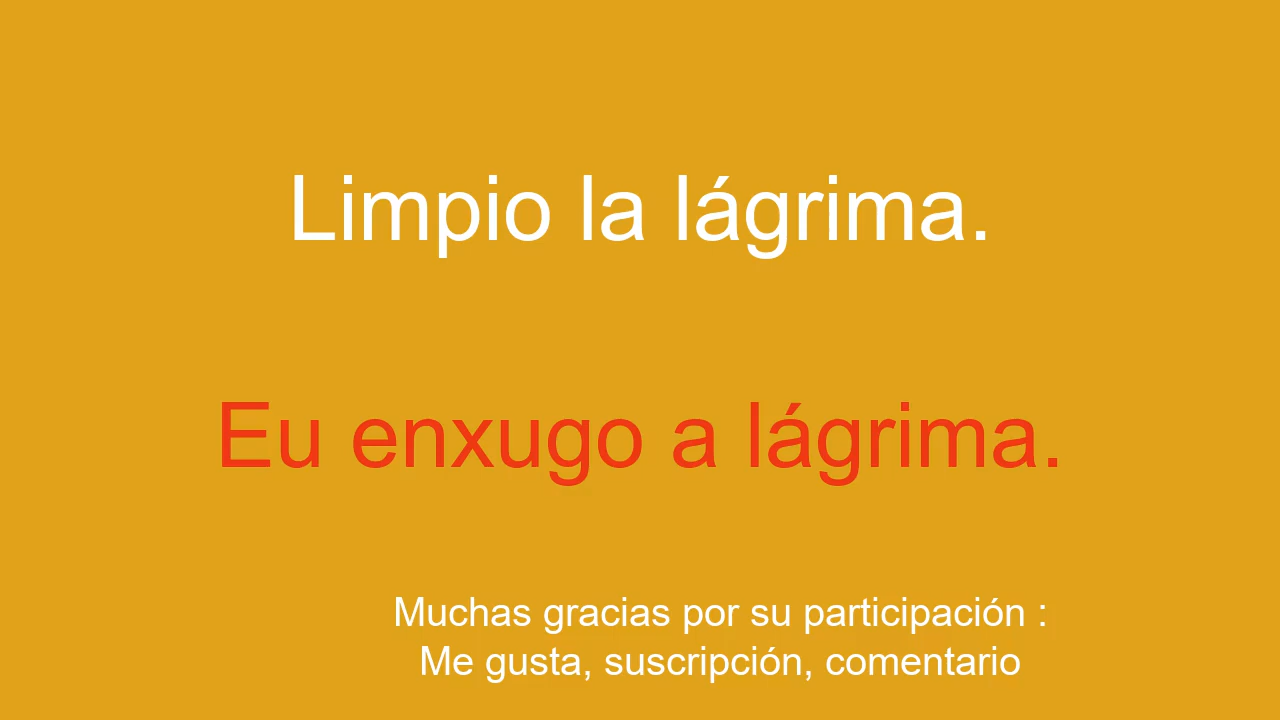 Limpio la lágrima.
Eu enxugo a lágrima.
Muchas gracias por su participación :
Me gusta, suscripción, comentario